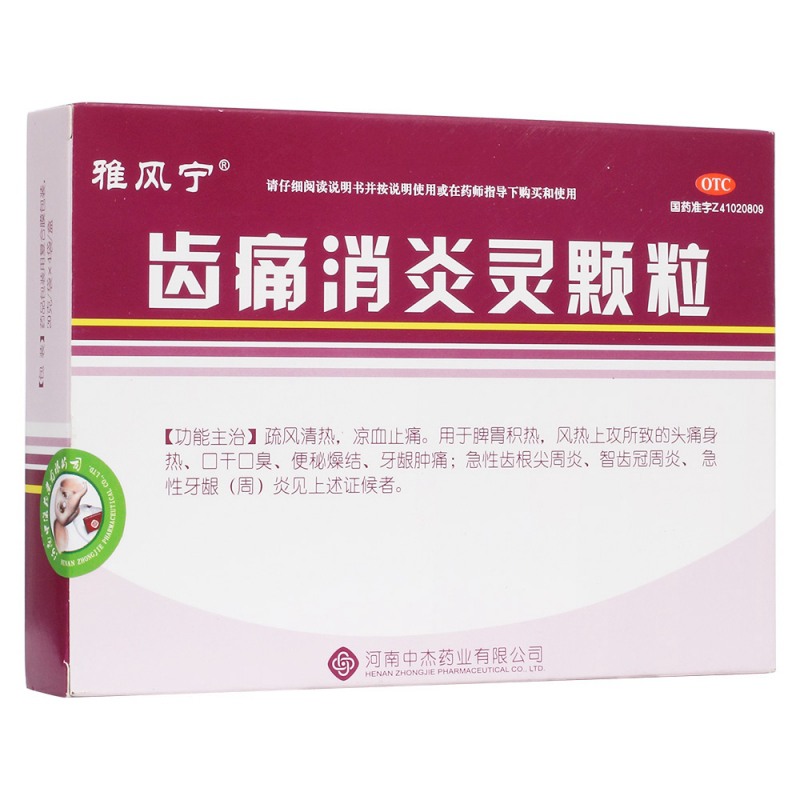 雅风宁®
请仔细阅读说明书并按说明使用或在药师指导下购买和使用
OTC
国药准字Z41020809
齿痛消炎灵颗粒
【功能主治】疏风清热，凉血止痛。用于脾胃积热，风热上攻所致的头痛身
热、口干口臭、便秘燥结、牙龈肿痛；急性齿根尖周炎、智齿冠周炎、急
性牙龈（周）炎见上述证候者。
河南中杰药业有限公司
HENAN ZHONGJIE PHARMACEUTICAL CO., LTD.
HENAN ZHONGJIE PHARMACEUTICAL CO., LTD.